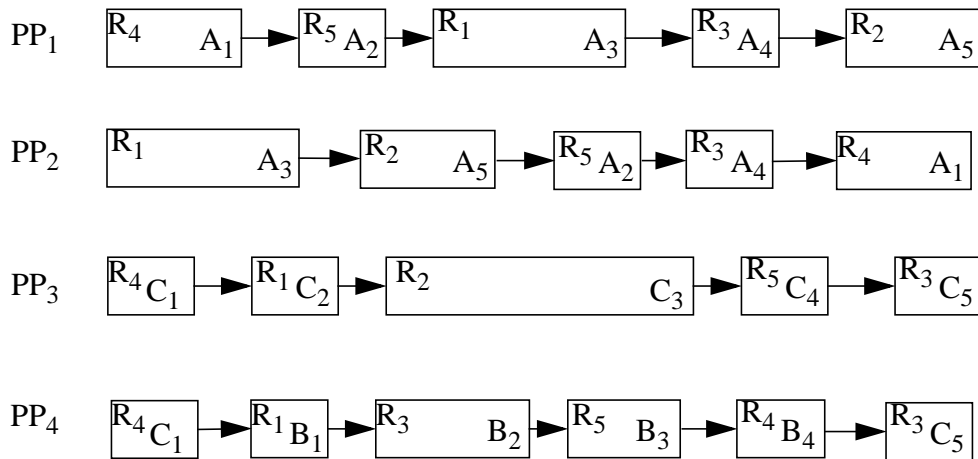 PP₁ R₄ A₁ R₅ A₂ R₁ A₃ R₃ A₄ R₂ A₅
PP₂ R₁ A₃ R₂ A₅ R₅ A₂ R₃ A₄ R₄ A₁
PP₃ R₄ C₁ R₁ C₂ R₂ C₃ R₅ C₄ R₃ C₅
PP₄ R₄ C₁ R₁ B₁ R₃ B₂ R₅ B₃ R₄ B₄ R₃ C₅